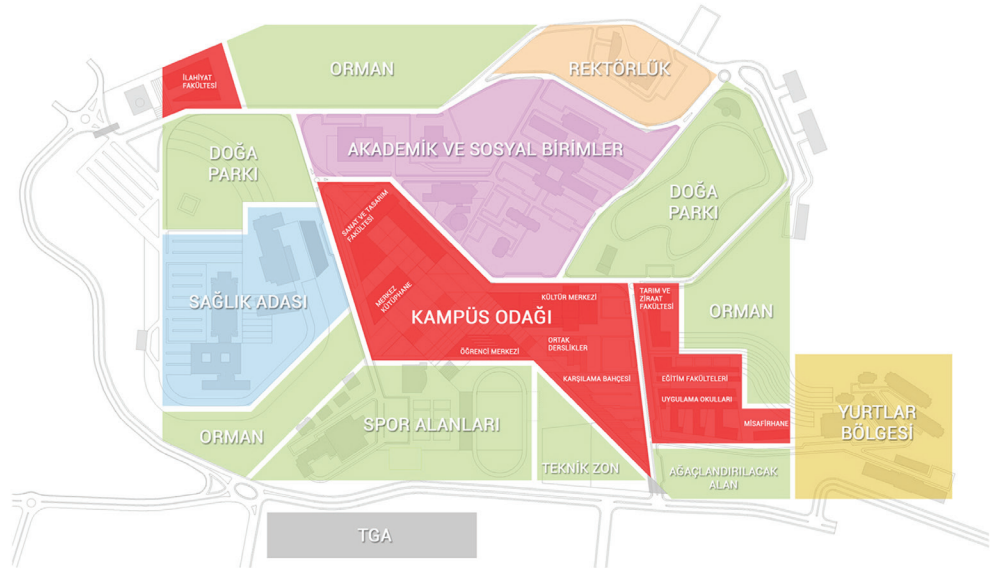 ORMAN
REKTÖRLÜK
İLAHİYAT
FAKÜLTESİ
DOĞA
PARKI
AKADEMİK VE SOSYAL BİRİMLER
DOĞA
PARKI
SANAT VE TASARIM
FAKÜLTESİ
SAĞLIK ADASI
MERKEZ
KÜTÜPHANE
KÜLTÜR MERKEZİ
TARIM VE
ZİRAAT
FAKÜLTESİ
KAMPÜS ODAĞI
ORMAN
ÖĞRENCİ MERKEZİ
ORTAK
DERSLİKLER
KARŞILAMA BAHÇESİ
EĞİTİM FAKÜLTELERİ
UYGULAMA OKULLARI
MİSAFİRHANE
YURTLAR
BÖLGESİ
ORMAN
SPOR ALANLARI
TEKNİK ZON
AĞAÇLANDIRILACAK
ALAN
TGA